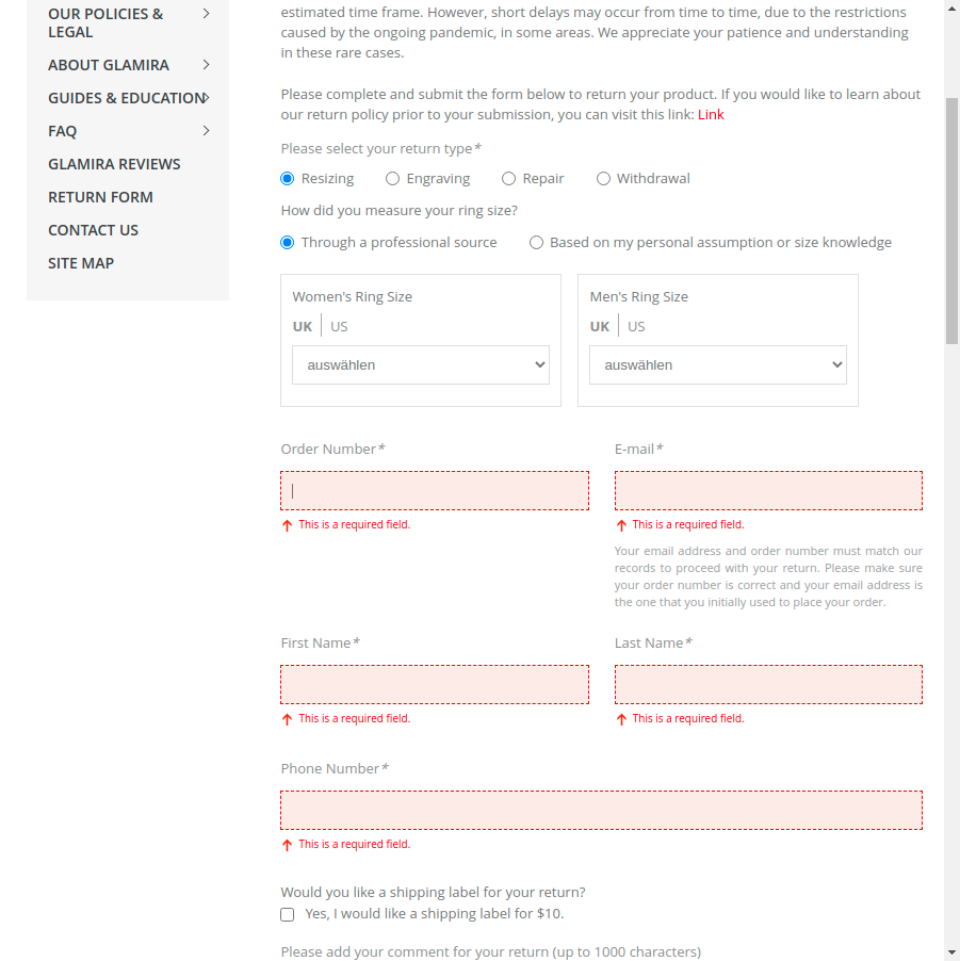 OUR POLICIES &
LEGAL
ABOUT GLAMIRA
GUIDES & EDUCATION
FAQ
GLAMIRA REVIEWS
RETURN FORM
CONTACT US
SITE MAP
estimated time frame. However, short delays may occur from time to time, due to the restrictions
caused by the ongoing pandemic, in some areas. We appreciate your patience and understanding
in these rare cases.
Please complete and submit the form below to return your product. If you would like to learn about
our return policy prior to your submission, you can visit this link: Link
Please select your return type*
Resizing Engraving Repair Withdrawal
How did you measure your ring size?
Through a professional source Based on my personal assumption or size knowledge
Women's Ring Size
UK US
auswählen
Men's Ring Size
UK US
auswählen
Order Number*
This is a required field.
E-mail*
This is a required field.
Your email address and order number must match our
records to proceed with your return. Please make sure
your order number is correct and your email address is
the one that you initially used to place your order.
First Name*
This is a required field.
Last Name*
This is a required field.
Phone Number*
This is a required field.
Would you like a shipping label for your return?
Yes, I would like a shipping label for $10.
Please add your comment for your return (up to 1000 characters)